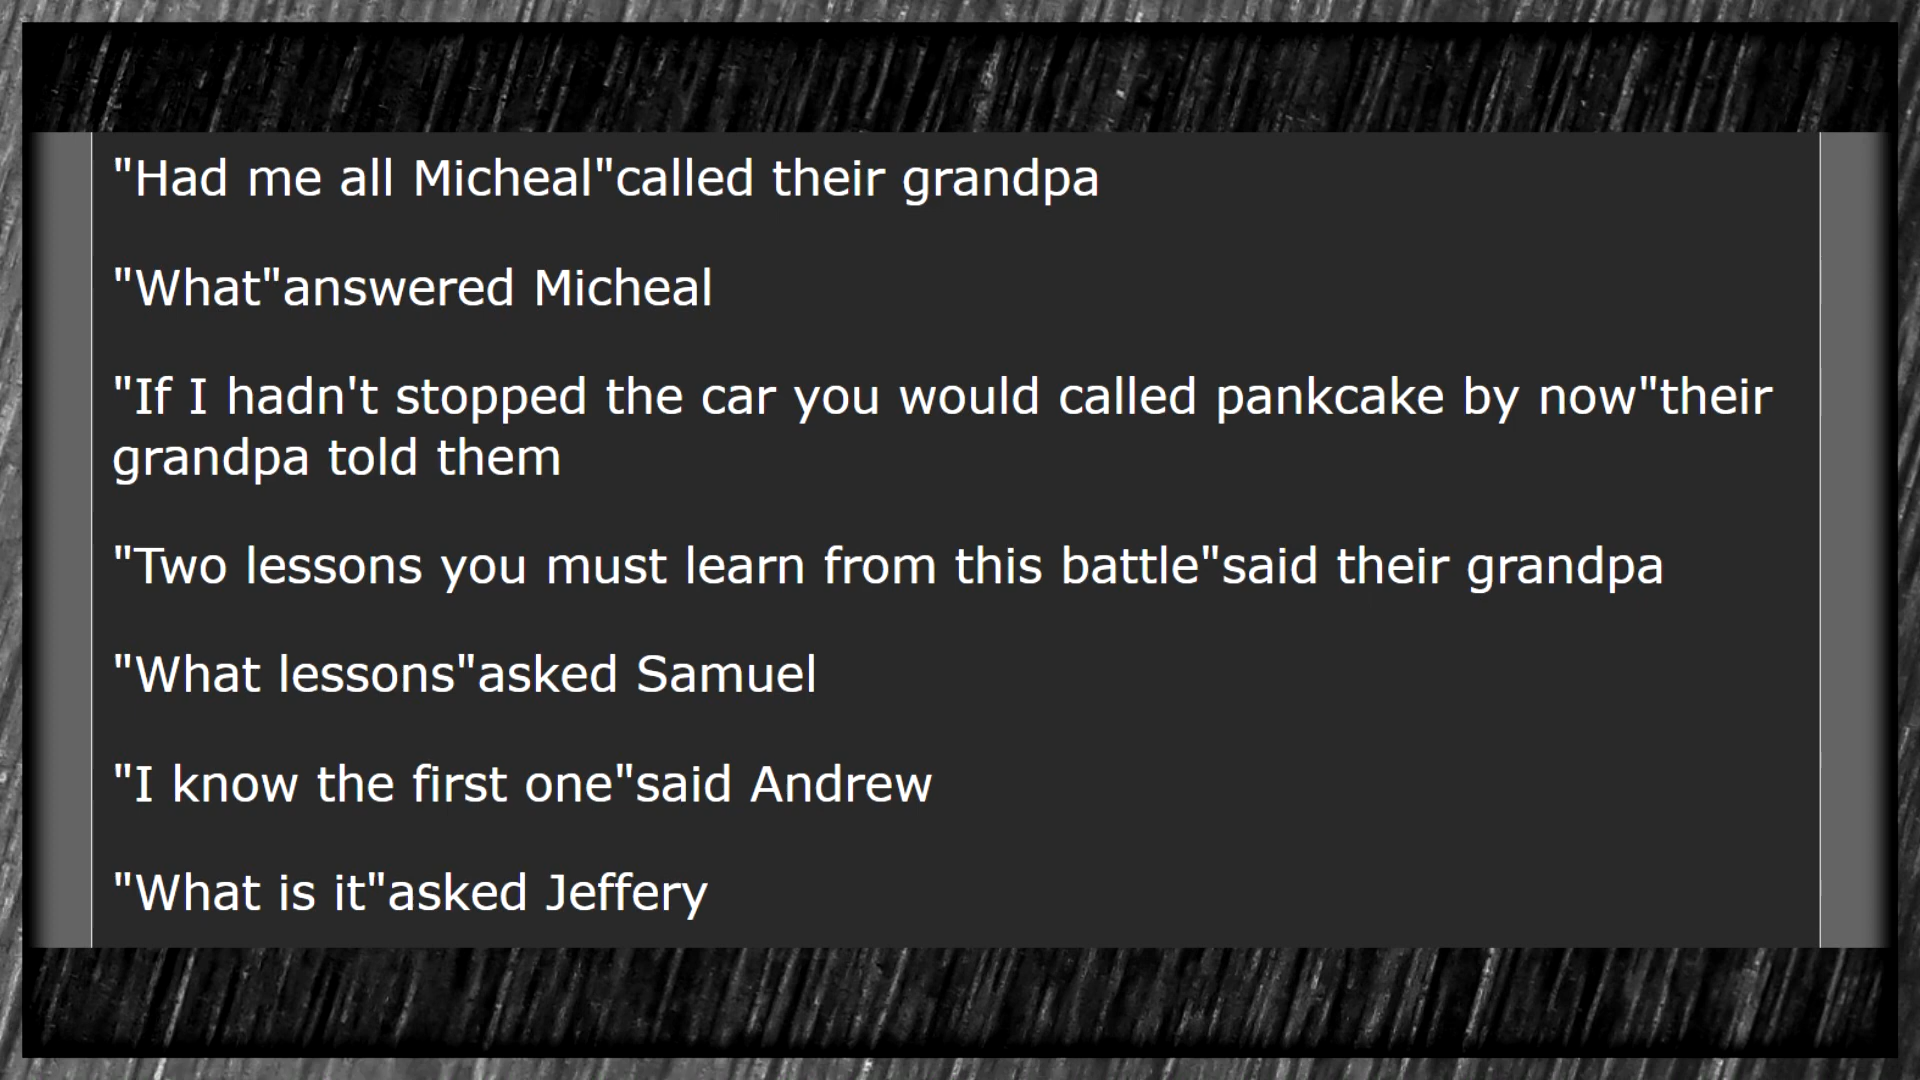 "Had me all Micheal"called their grandpa
"What"answered Micheal
"If I hadn't stopped the car you would called pankcake by now"their
grandpa told them
"Two lessons you must learn from this battle"said their grandpa
"What lessons"asked Samuel
"I know the first one"said Andrew
"What is it"asked Jeffery